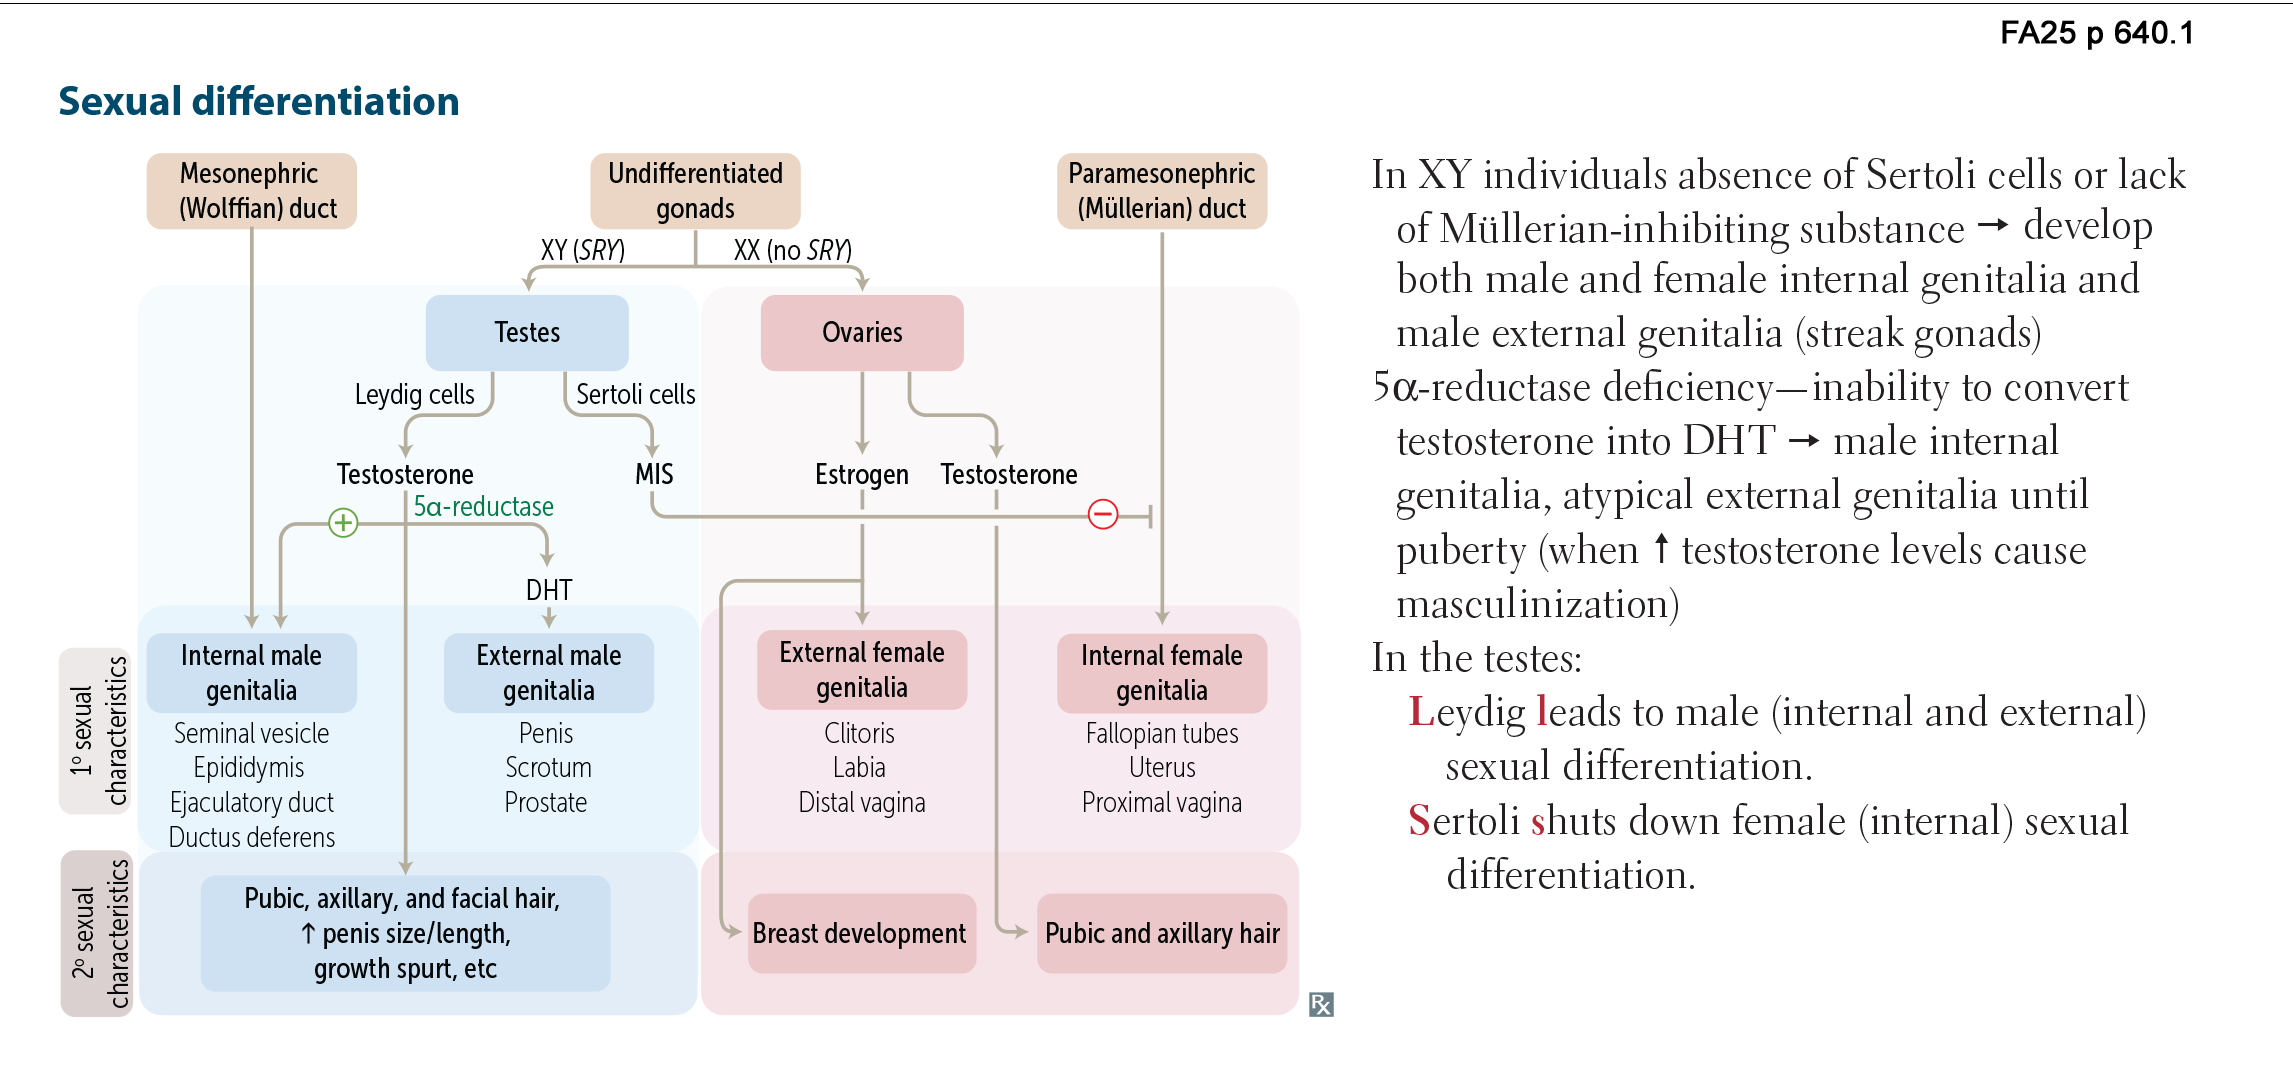 FA25 p 640.1
Sexual differentiation
Mesonephric
(Wolffian) duct
Undifferentiated
gonads
Paramesonephric
(Müllerian) duct
XY (SRY)
XX (no SRY)
Testes
Ovaries
Leydig cells
Sertoli cells
Testosterone
MIS
Estrogen
Testosterone
5α-reductase
+
−
DHT
1° sexual
characteristics
Internal male
genitalia
Seminal vesicle
Epididymis
Ejaculatory duct
Ductus deferens
External male
genitalia
Penis
Scrotum
Prostate
External female
genitalia
Clitoris
Labia
Distal vagina
Internal female
genitalia
Fallopian tubes
Uterus
Proximal vagina
2° sexual
characteristics
Pubic, axillary, and facial hair,
↑ penis size/length,
growth spurt, etc
Breast development
Pubic and axillary hair
Rx
In XY individuals absence of Sertoli cells or lack
of Müllerian-inhibiting substance → develop
both male and female internal genitalia and
male external genitalia (streak gonads)
5α-reductase deficiency—inability to convert
testosterone into DHT → male internal
genitalia, atypical external genitalia until
puberty (when ↑ testosterone levels cause
masculinization)
In the testes:
Leydig leads to male (internal and external)
sexual differentiation.
Sertoli shuts down female (internal) sexual
differentiation.